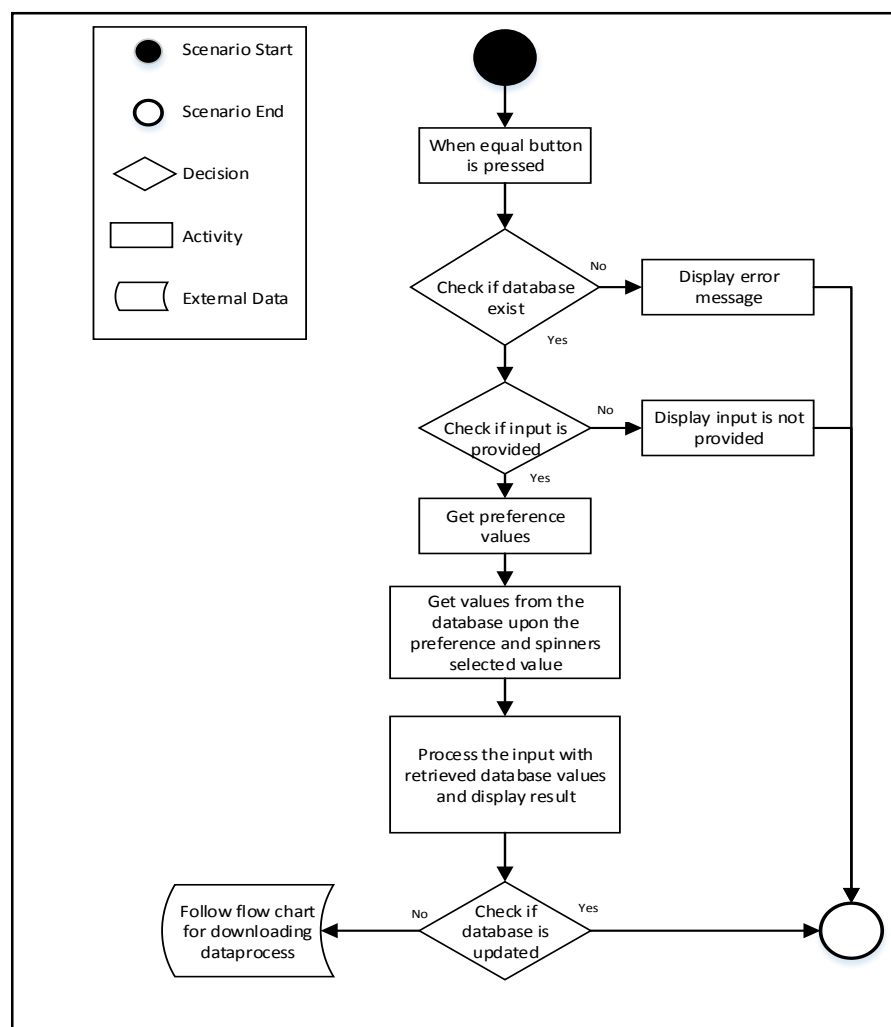 Scenario Start
Scenario End
Decision
Activity
External Data
When equal button
is pressed
Check if database
exist
No
Display error
message
Yes
Check if input is
provided
No
Display input is not
provided
Yes
Get preference
values
Get values from the
database upon the
preference and spinners
selected value
Process the input with
retrieved database values
and display result
Check if
database is
updated
No
Yes
Follow flow chart
for downloading
dataprocess